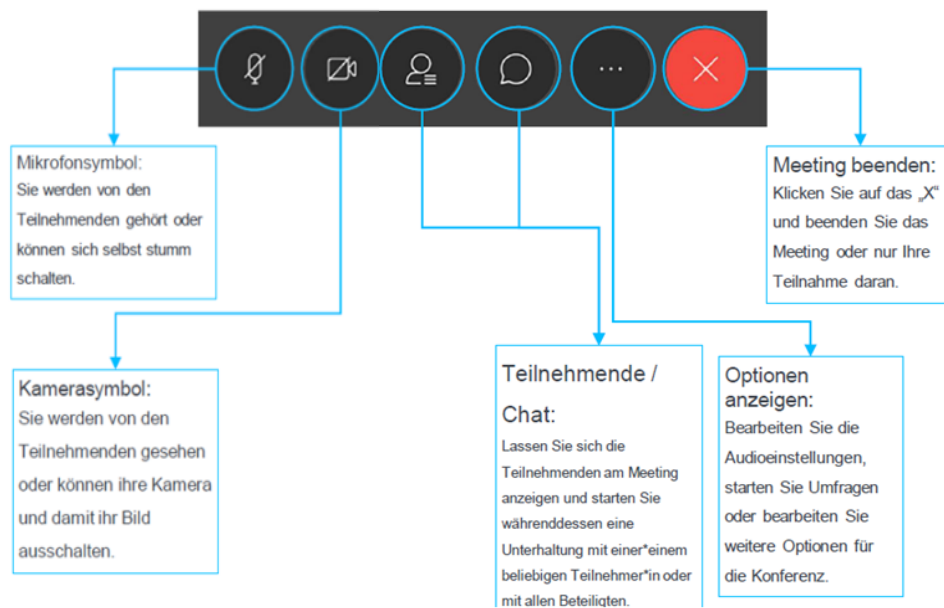 Mikrofonsymbol:
Sie werden von den
Teilnehmenden gehört oder
können sich selbst stumm
schalten.
Meeting beenden:
Klicken Sie auf das „X“
und beenden Sie das
Meeting oder nur Ihre
Teilnahme daran.
Kamerasymbol:
Sie werden von den
Teilnehmenden gesehen
oder können ihre Kamera
und damit ihr Bild
ausschalten.
Teilnehmende /
Chat:
Lassen Sie sich die
Teilnehmenden am Meeting
anzeigen und starten Sie
währenddessen eine
Unterhaltung mit einer*einem
beliebigen Teilnehmer*in oder
mit allen Beteiligten.
Optionen
anzeigen:
Bearbeiten Sie die
Audioeinstellungen,
starten Sie Umfragen
oder bearbeiten Sie
weitere Optionen für
die Konferenz.